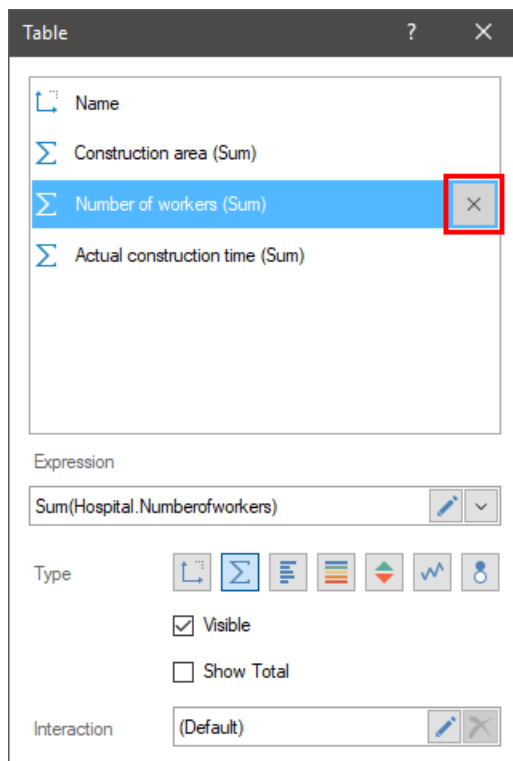 Table ?
Name
Construction area (Sum)
Number of workers (Sum)
Actual construction time (Sum)
Expression
Sum(Hospital.Numberofworkers)
Type
Visible
Show Total
Interaction (Default)